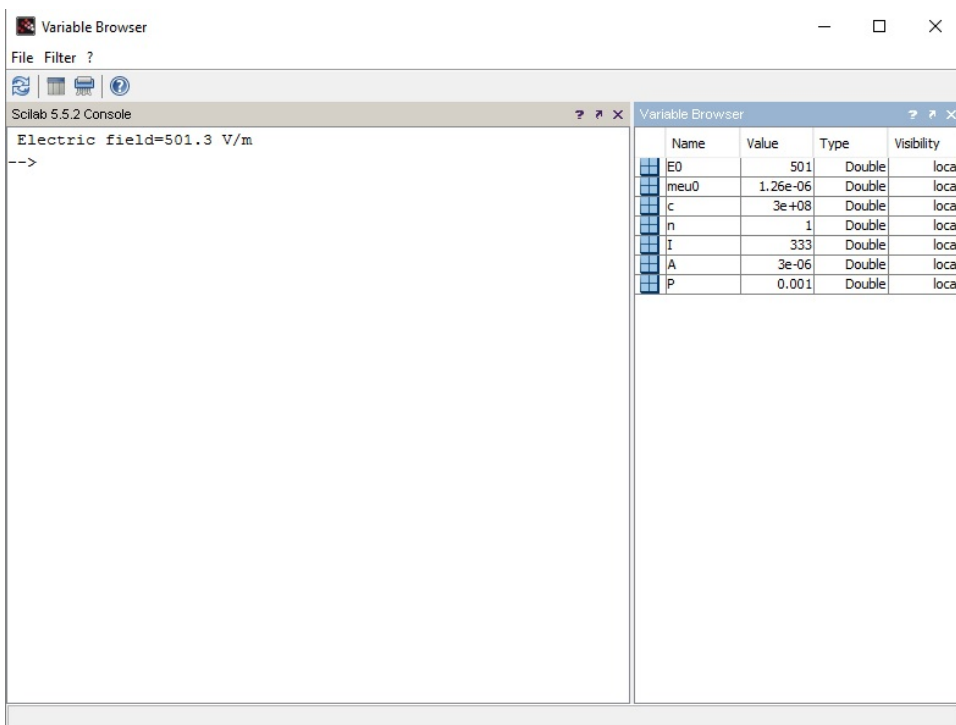 Variable Browser
File Filter ?
Scilab 5.5.2 Console
Electric field=501.3 V/m
-->
Variable Browser
Name Value Type Visibility
E0 501 Double loca
meu0 1.26e-06 Double loca
c 3e+08 Double loca
n 1 Double loca
I 333 Double loca
A 3e-06 Double loca
P 0.001 Double loca